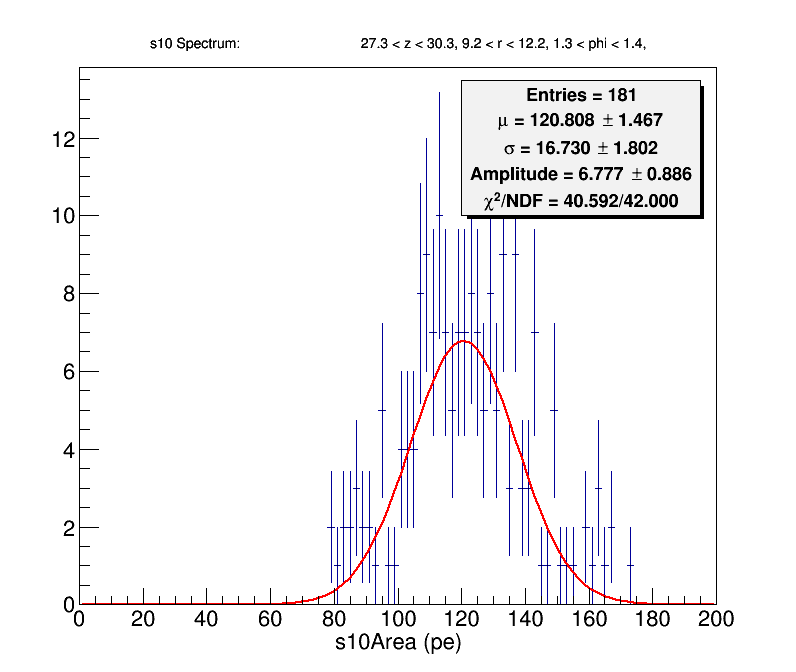 s10 Spectrum: 27.3 < z < 30.3, 9.2 < r < 12.2, 1.3 < phi < 1.4,
Entries = 181
μ = 120.808 ± 1.467
σ = 16.730 ± 1.802
Amplitude = 6.777 ± 0.886
χ²/NDF = 40.592/42.000
12
10
8
6
4
2
0
0 20 40 60 80 100 120 140 160 180 200
s10Area (pe)